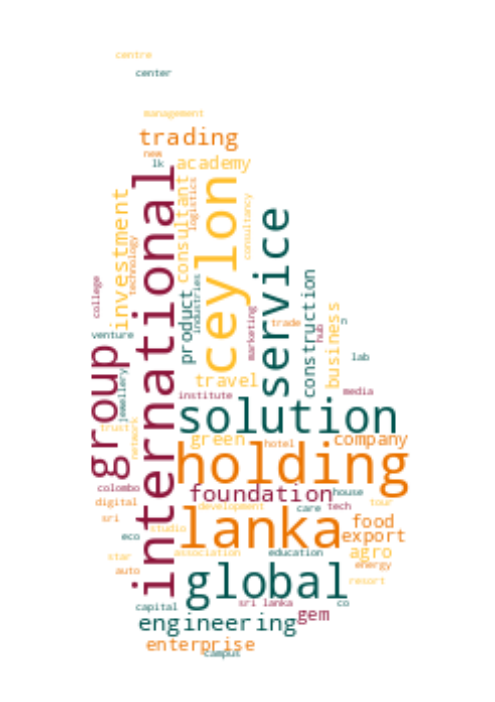 centre
center
management
trading
new
lk
academy
international
ceylon
service
investment
consultant
logistics
consultancy
technology
college
product
industries
construction
marketing
trade
hub
business
n
venture
lab
group
jewellery
travel
institute
media
solution
trust
network
green
hotel
company
holding
colombo
foundation
house
digital
development
care
tech
tour
sri
studio
lanka
food
export
eco
association
education
agro
star
auto
energy
global
resort
capital
sri lanka
co
engineering
gem
enterprise
campus